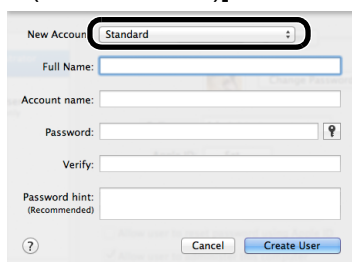 New Accoun Standard
Full Name:
Account name:
Password:
Verify:
Password hint:
(Recommended)
? Cancel Create User